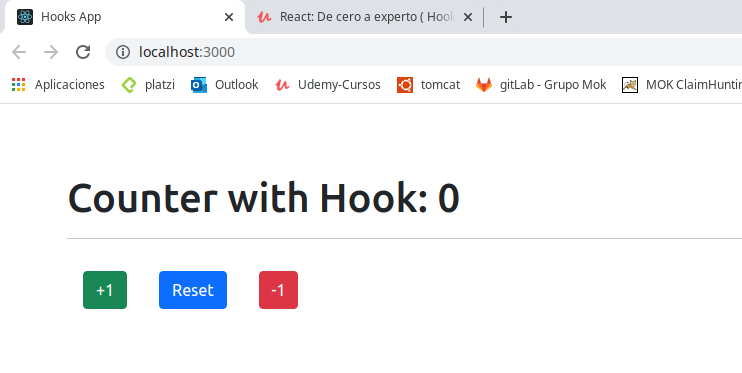 Hooks App
React: De cero a experto ( Hook
localhost:3000
Aplicaciones platzi Outlook Udemy-Cursos tomcat gitLab - Grupo Mok MOK ClaimHuntin
Counter with Hook: 0
+1 Reset -1